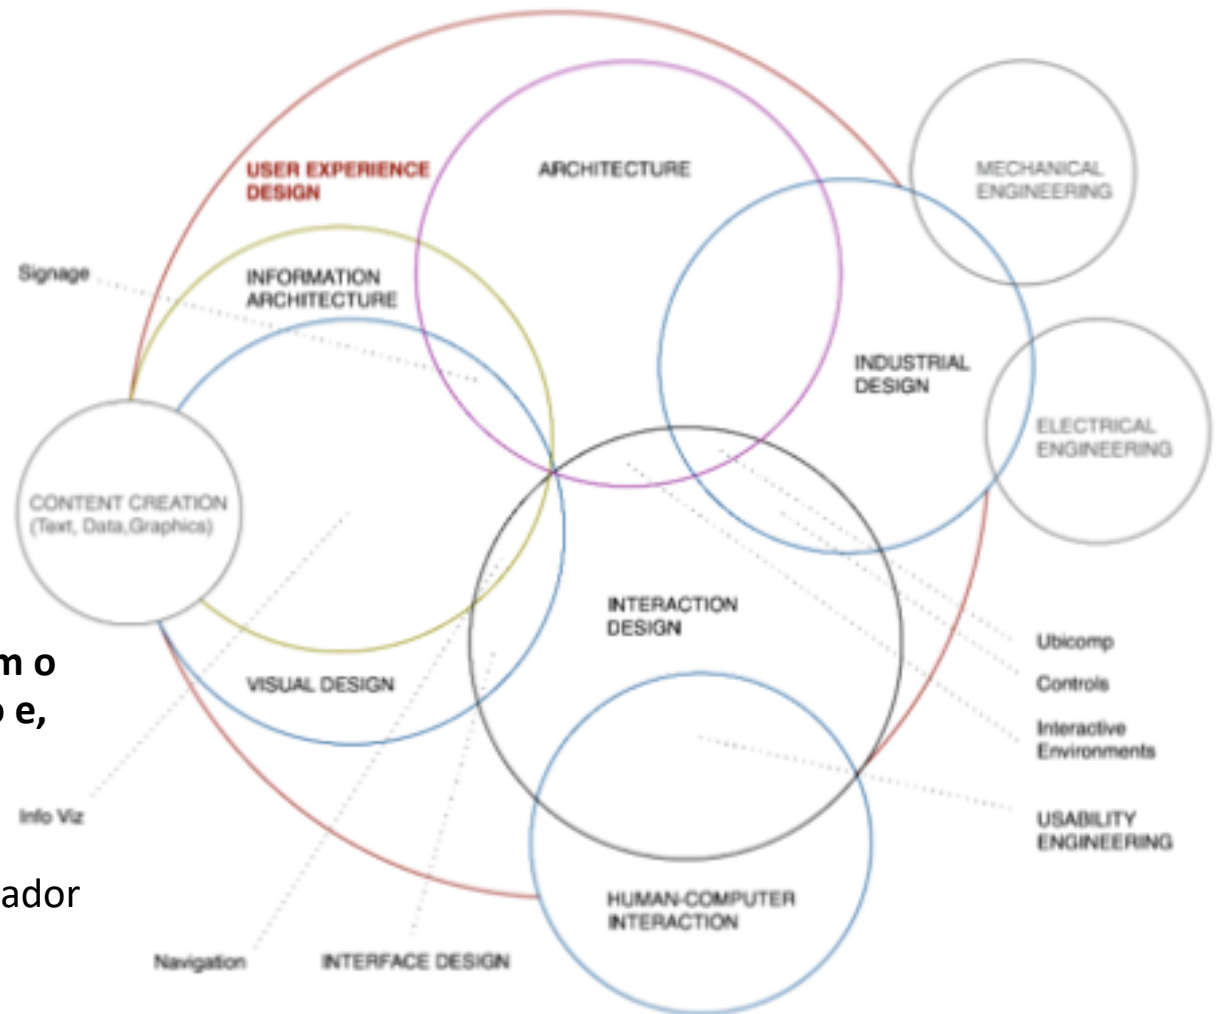 USER EXPERIENCE
DESIGN
ARCHITECTURE
MECHANICAL
ENGINEERING
Signage
INFORMATION
ARCHITECTURE
INDUSTRIAL
DESIGN
ELECTRICAL
ENGINEERING
CONTENT CREATION
(Text, Data,Graphics)
INTERACTION
DESIGN
Ubicomp
m o
VISUAL DESIGN
Controls
o e,
Interactive
Environments
Info Viz
USABILITY
ENGINEERING
ador
HUMAN-COMPUTER
INTERACTION
Navigation
INTERFACE DESIGN